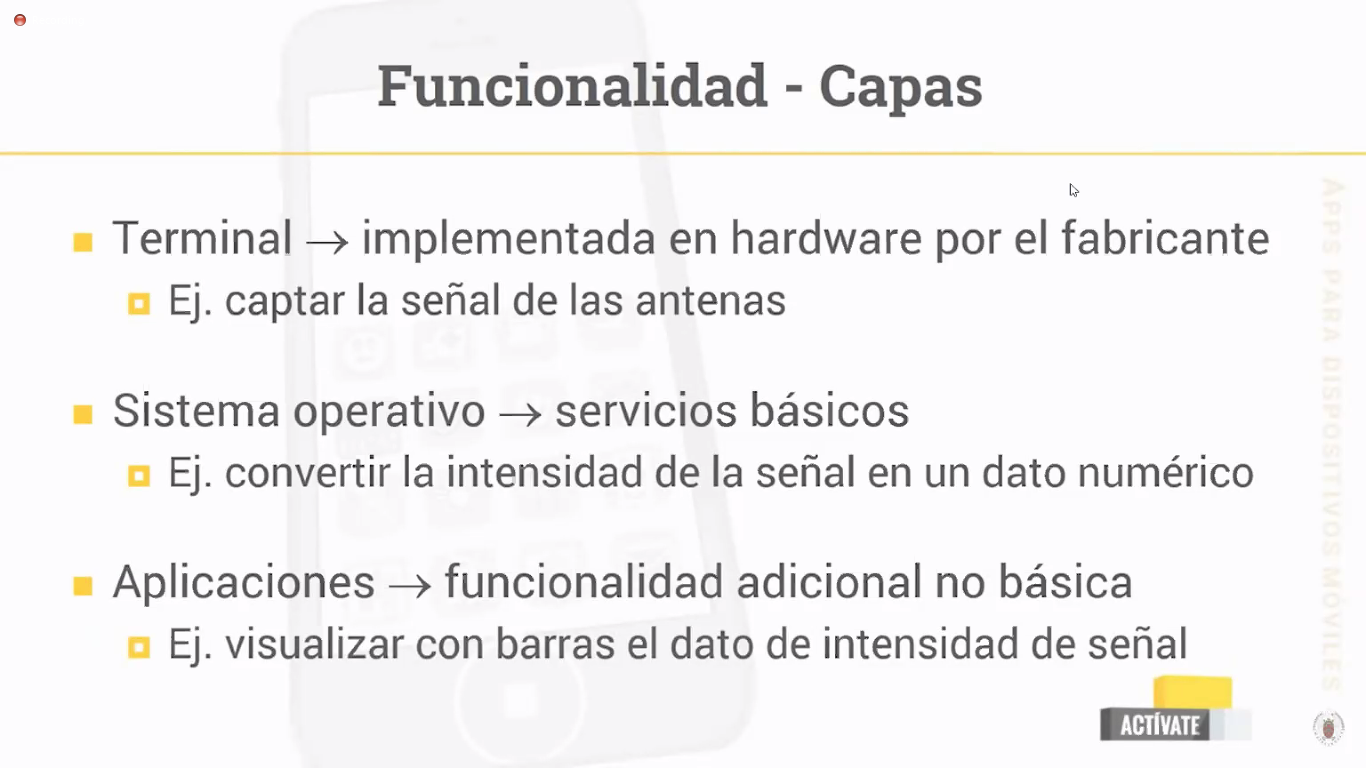 Funcionalidad - Capas
Terminal → implementada en hardware por el fabricante
Ej. captar la señal de las antenas
Sistema operativo → servicios básicos
Ej. convertir la intensidad de la señal en un dato numérico
Aplicaciones → funcionalidad adicional no básica
Ej. visualizar con barras el dato de intensidad de señal
APPS PARA DISPOSITIVOS MÓVILES
ACTÍVATE